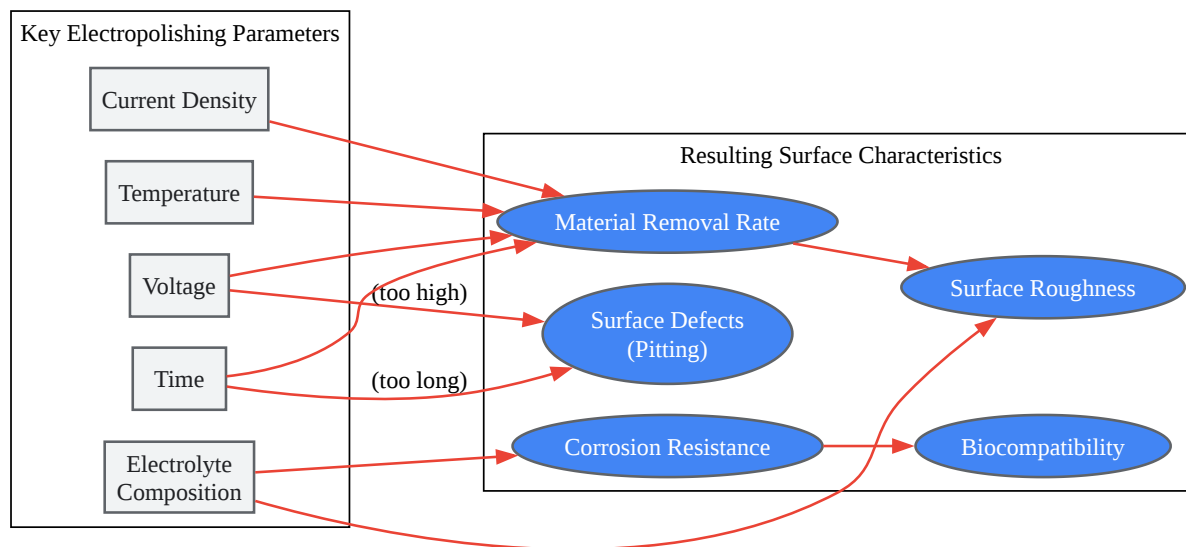 Key Electropolishing Parameters
Current Density
Temperature
Voltage
Time
Electrolyte
Composition
(too high)
(too long)
Resulting Surface Characteristics
Material Removal Rate
Surface Roughness
Surface Defects
(Pitting)
Corrosion Resistance
Biocompatibility